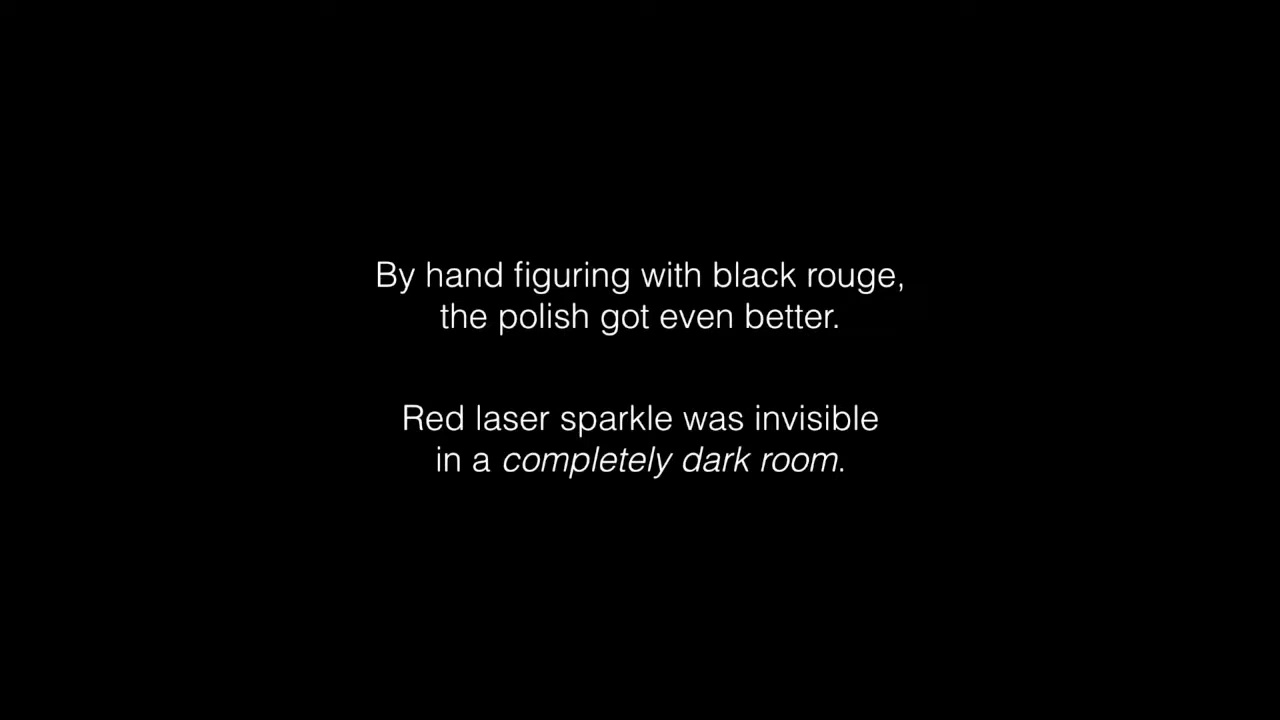 By hand figuring with black rouge,
the polish got even better.
Red laser sparkle was invisible
in a completely dark room.